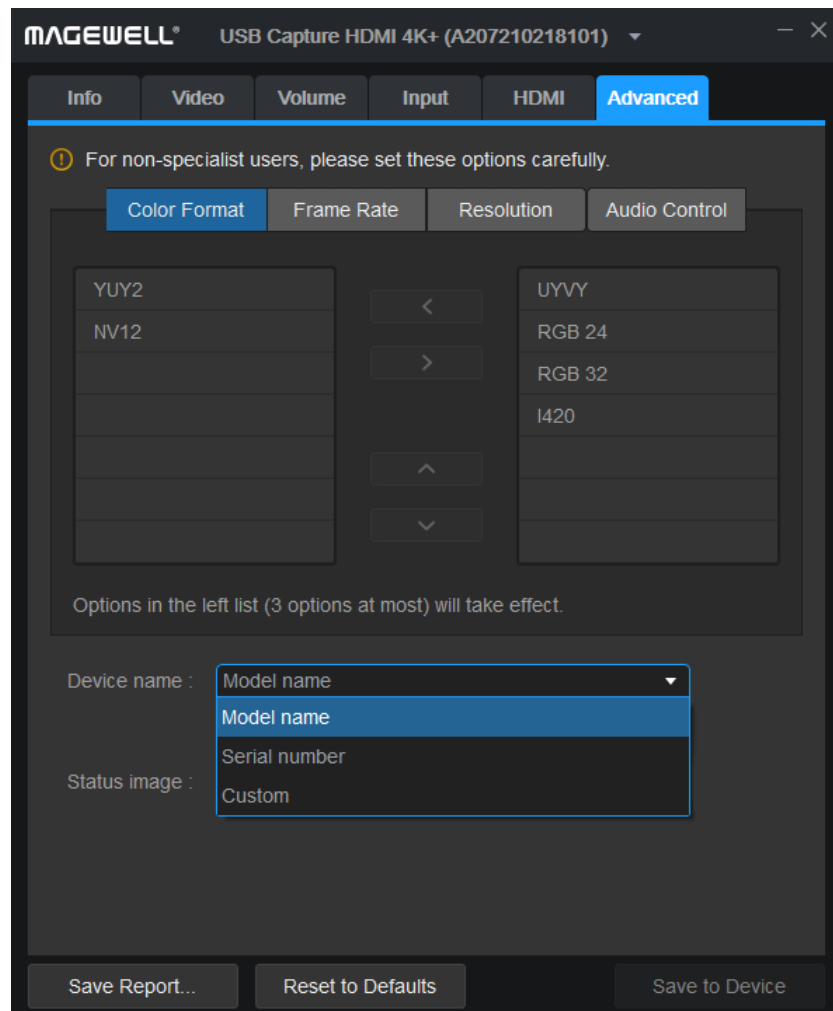 MAGEWELL® USB Capture HDMI 4K+ (A207210218101)
Info Video Volume Input HDMI Advanced
For non-specialist users, please set these options carefully.
Color Format Frame Rate Resolution Audio Control
YUY2 UYVY
NV12 RGB 24
RGB 32
I420
Options in the left list (3 options at most) will take effect.
Device name : Model name
Model name
Serial number
Status image :
Custom
Save Report... Reset to Defaults Save to Device